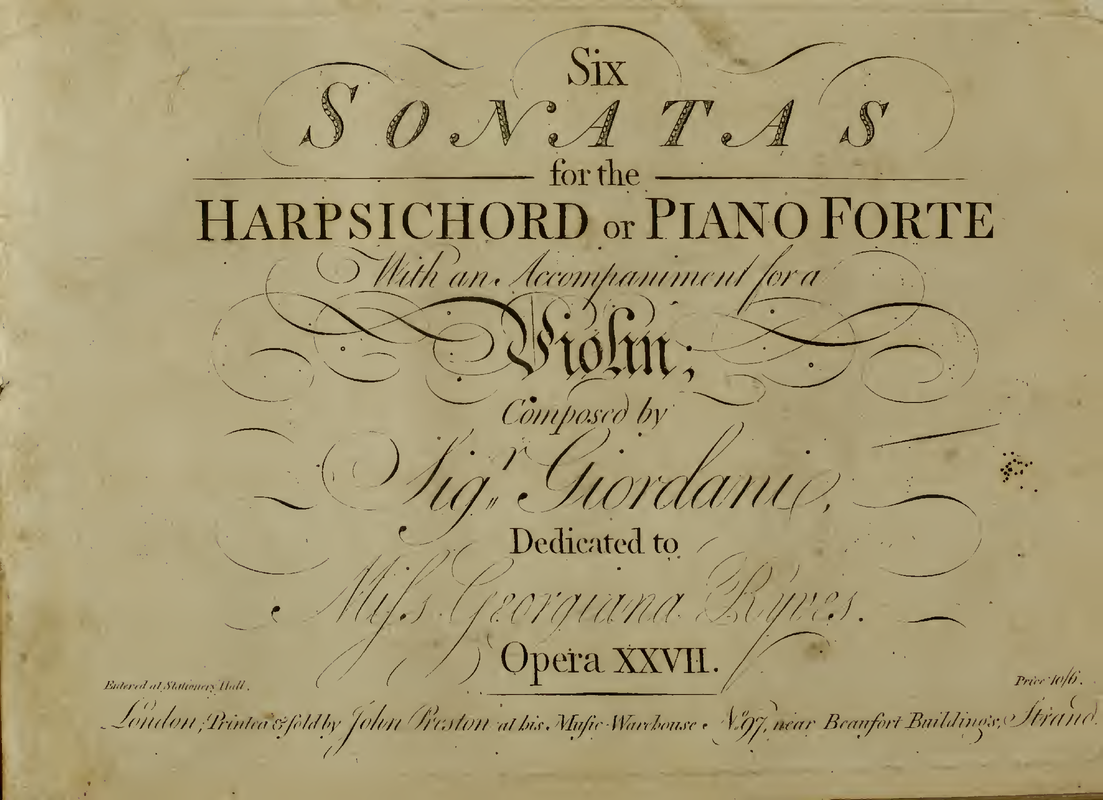 Six
SONATAS
for the
HARPSICHORD or PIANO FORTE
With an Accompaniment for a
Violin;
Composed by
Sigr. Giordani,
Dedicated to
Miſs Georgiana Ryves.
Opera XXVII.
Entered at Stationers Hall.
Price 10/6.
London; Printed & ſold by John Preston at his Muſic Warehouse No. 97, near Beaufort Buildings, Strand.